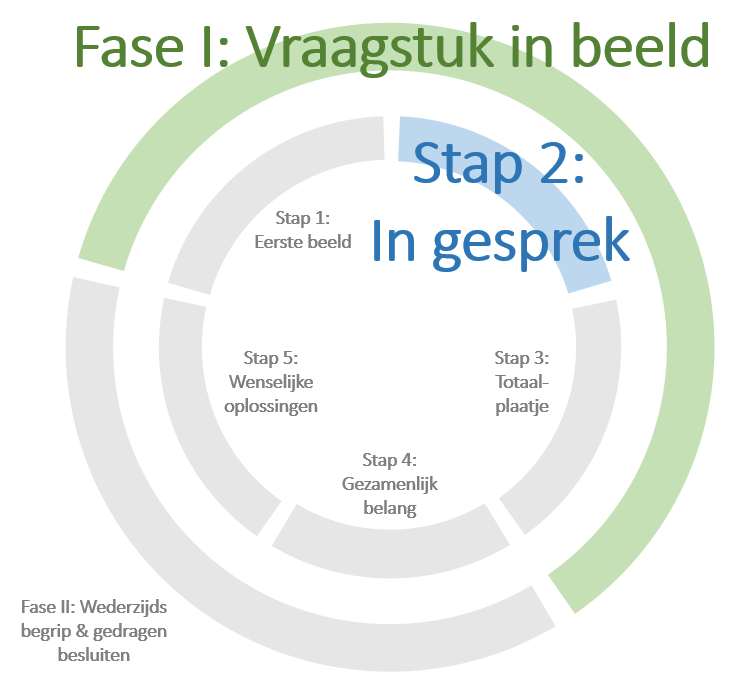 Fase I: Vraagstuk in beeld
Stap 2:
In gesprek
Stap 1:
Eerste beeld
Stap 5:
Wenselijke
oplossingen
Stap 3:
Totaal-
plaatje
Stap 4:
Gezamenlijk
belang
Fase II: Wederzijds
begrip & gedragen
besluiten